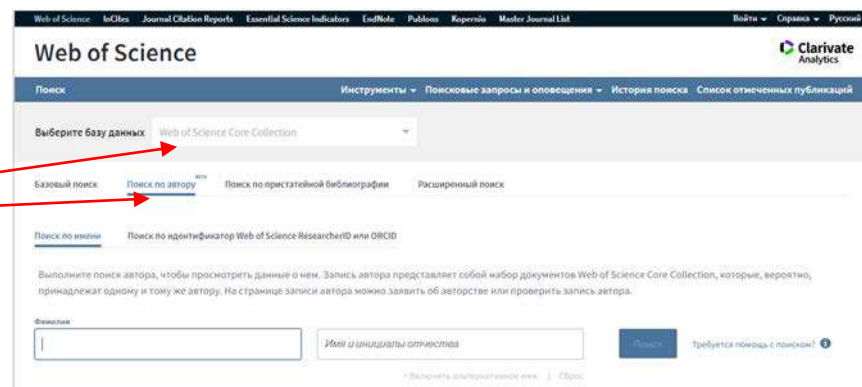 Web of Science InCites Journal Citation Reports Essential Science Indicators EndNote Publons Kopernio Master Journal List Войти Справка Русский
Web of Science
Clarivate
Analytics
Поиск Инструменты Поисковые запросы и оповещения История поиска Список отмеченных публикаций
Выберите базу данных Web of Science Core Collection
Базовый поиск Поиск по автору BETA Поиск по пристатейной библиографии Расширенный поиск
Поиск по имени Поиск по идентификатор Web of Science ResearcherID или ORCID
Выполните поиск автора, чтобы просмотреть данные о нем. Запись автора представляет собой набор документов Web of Science Core Collection, которые, вероятно,
принадлежат одному и тому же автору. На странице записи автора можно заявить об авторстве или проверить запись автора.
Фамилия
Имя и инициалы отчества Поиск Требуется помощь с поиском?
+ Включить альтернативное имя | Сброс